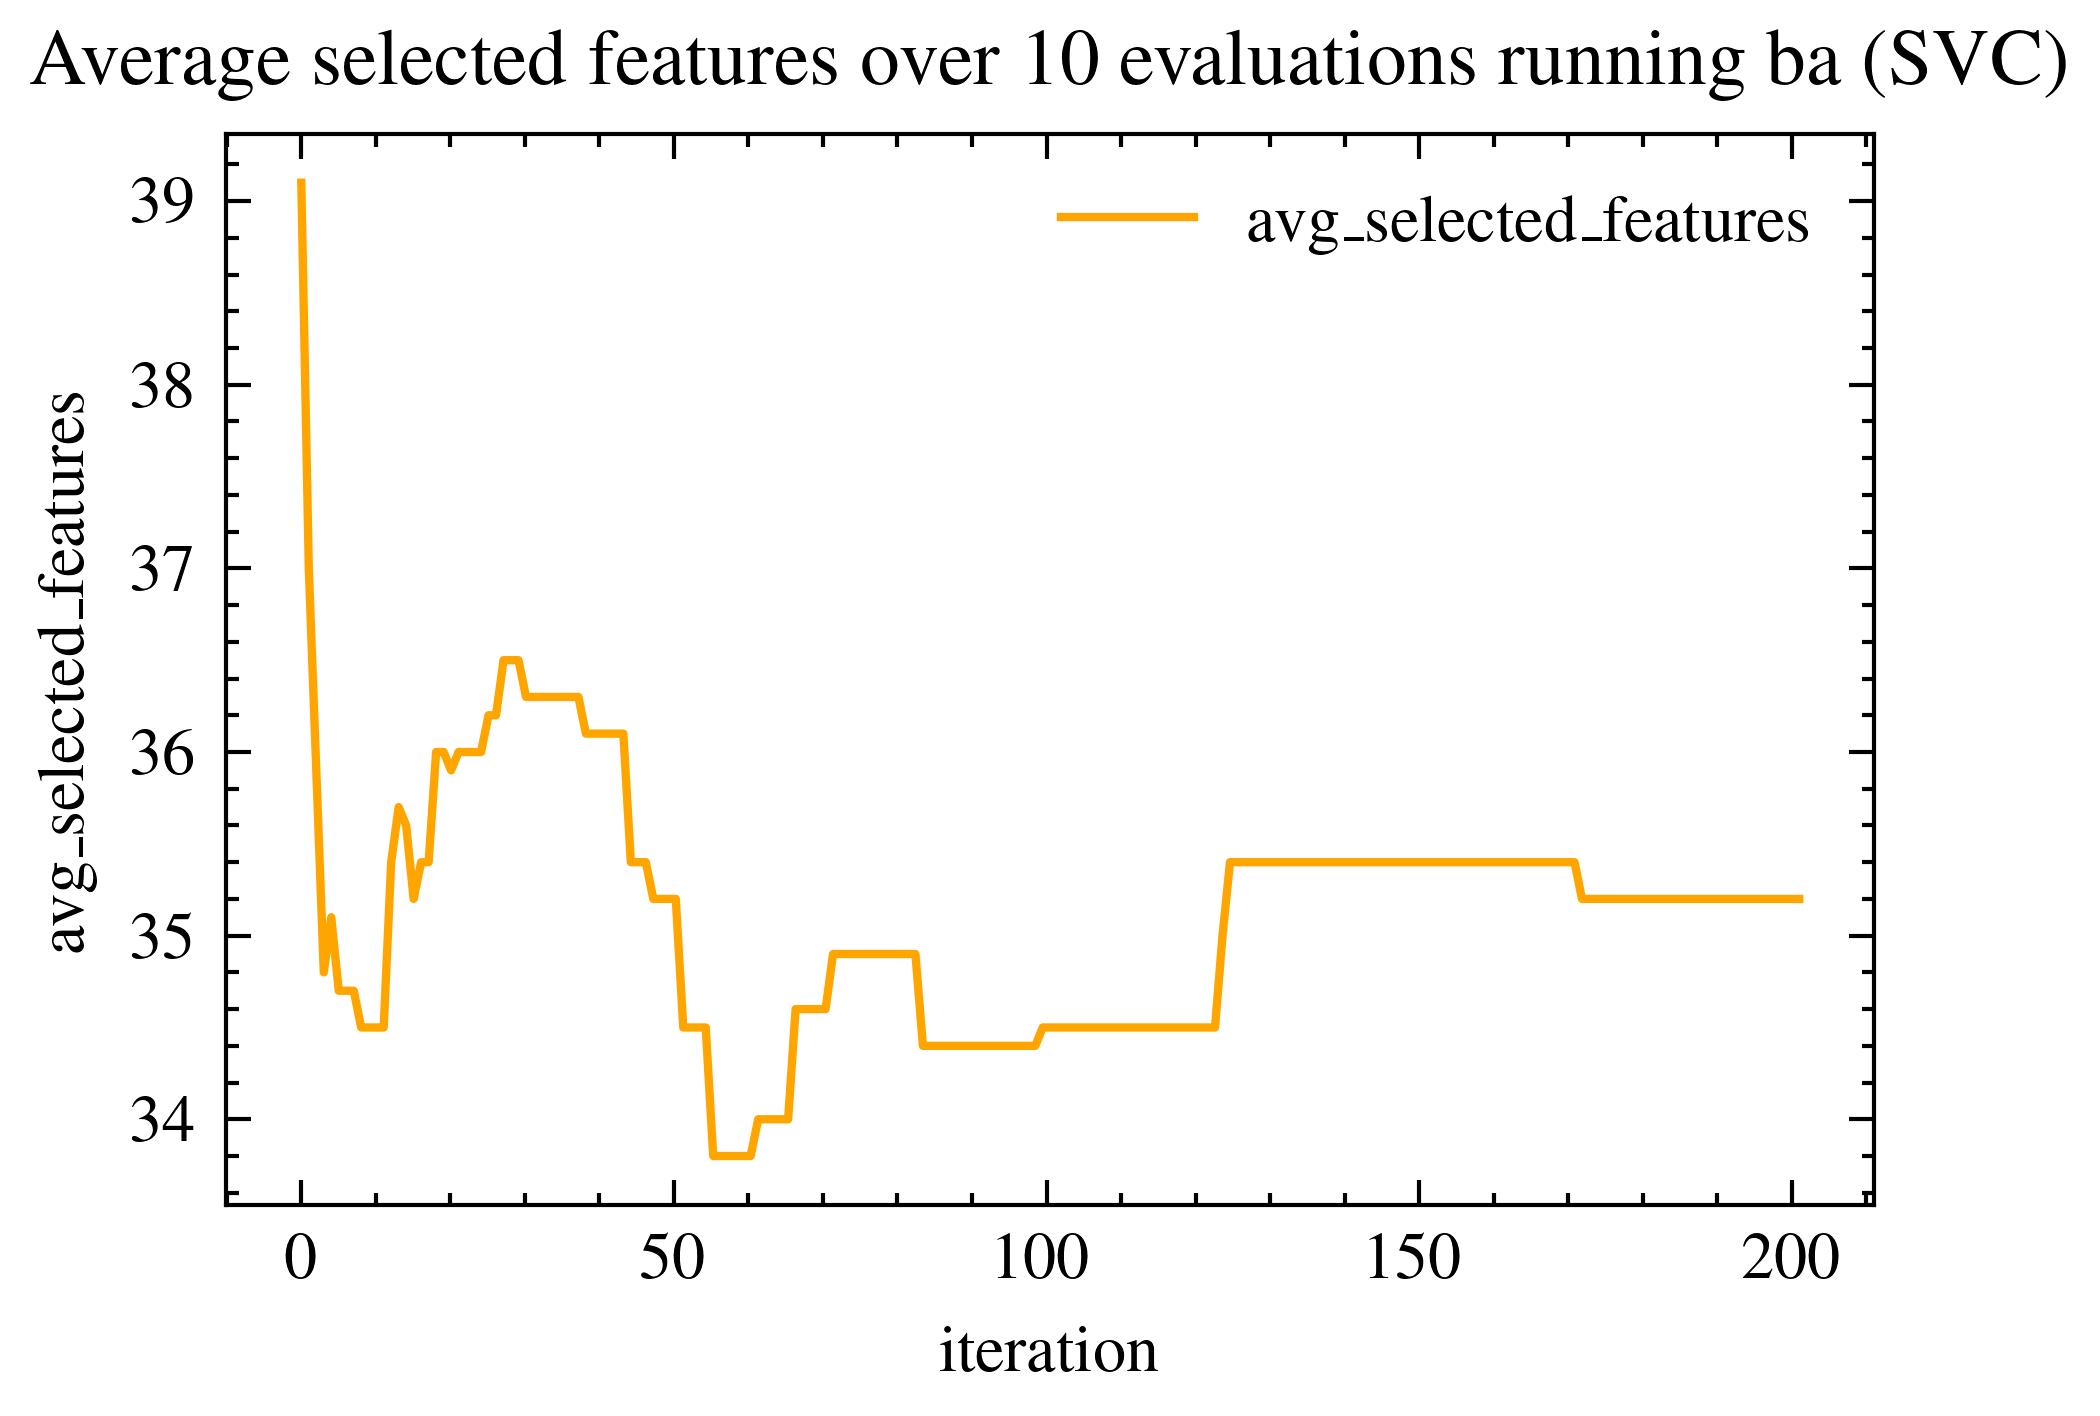 Average selected features over 10 evaluations running ba (SVC)
avg_selected_features
39
38
37
36
35
34
avg_selected_features
0 50 100 150 200
iteration